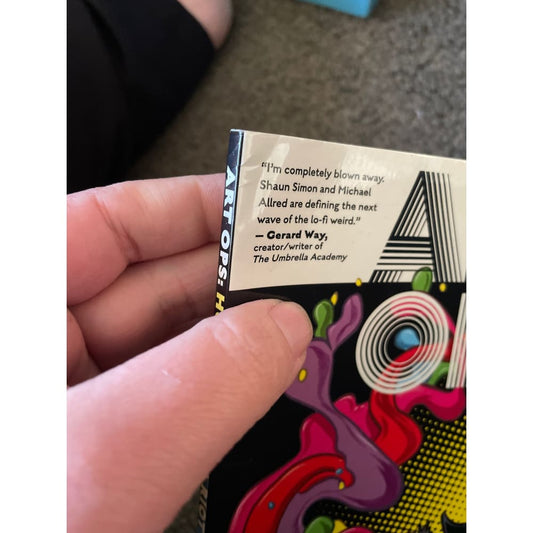 "I'm completely blown away.
Shaun Simon and Michael
Allred are defining the next
wave of the lo-fi weird."
— Gerard Way,
creator/writer of
The Umbrella Academy
A
O
ART OPS: H
RIOT